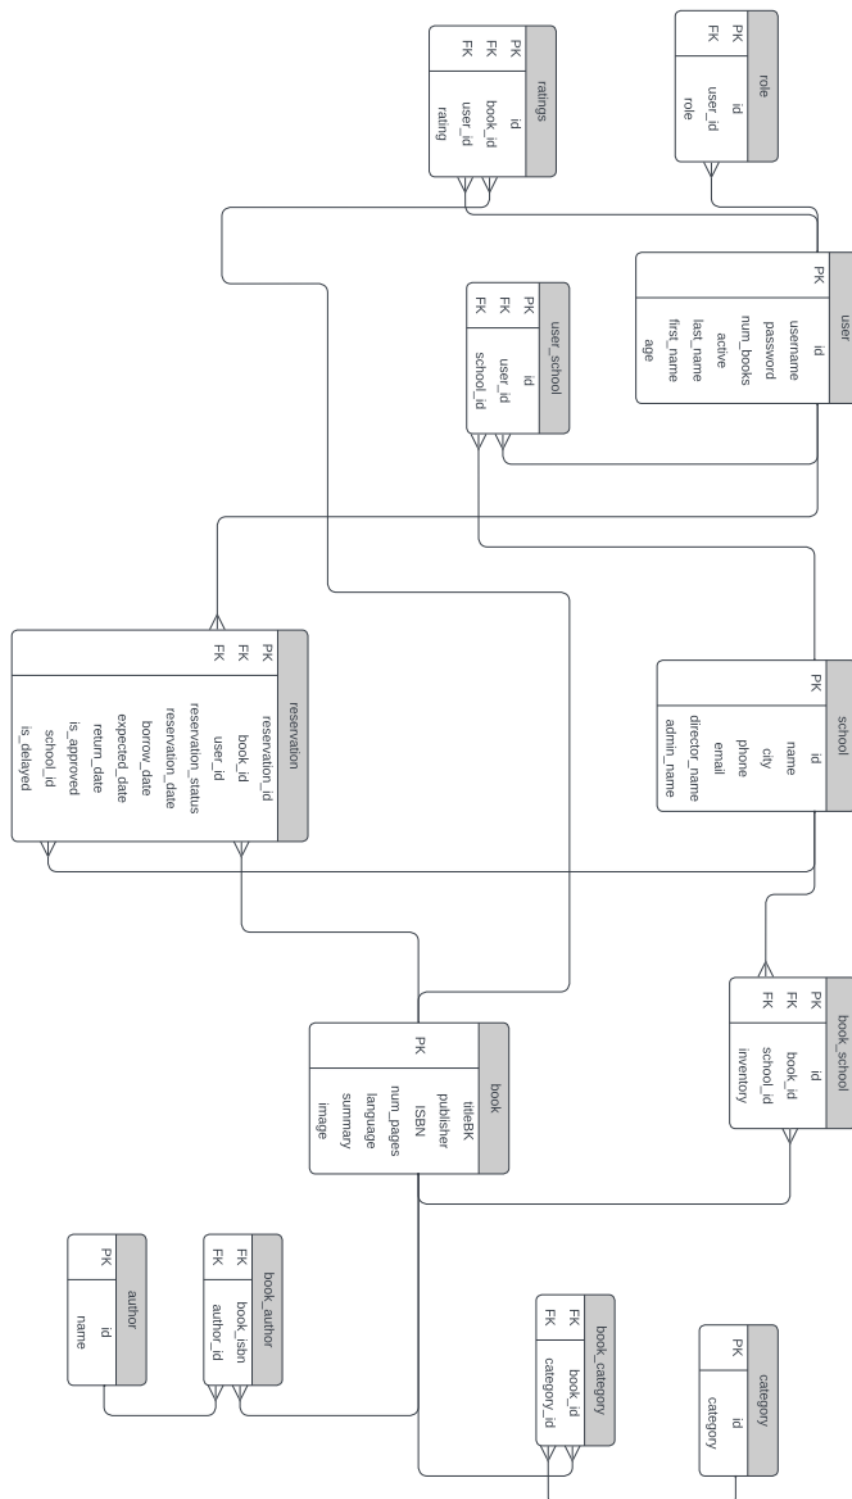 role
PK id
FK user_id
role
ratings
PK id
FK book_id
FK user_id
rating
user
PK id
username
password
num_books
active
last_name
first_name
age
user_school
PK id
FK user_id
FK school_id
reservation
PK reservation_id
FK book_id
FK user_id
reservation_status
reservation_date
borrow_date
expected_date
return_date
is_approved
school_id
is_delayed
school
PK id
name
city
phone
email
director_name
admin_name
book_school
PK id
FK book_id
FK school_id
inventory
book
titleBK
publisher
PK ISBN
num_pages
language
summary
image
author
PK id
name
book_author
FK book_isbn
FK author_id
book_category
FK book_id
FK category_id
category
PK id
category